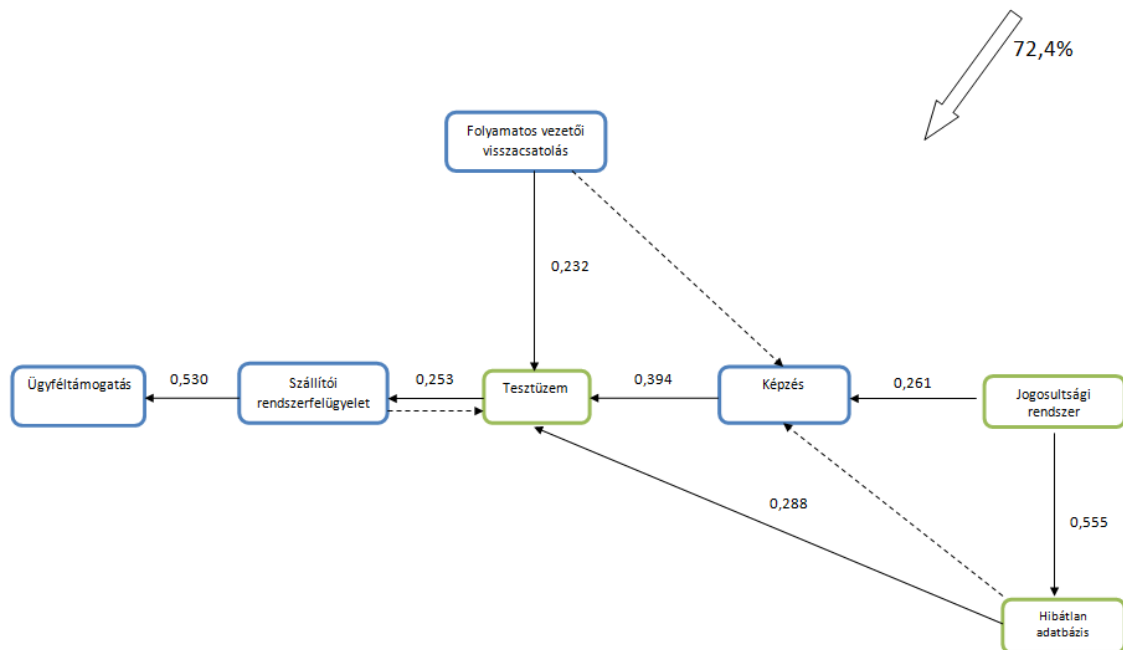 72,4%
Folyamatos vezetői
visszacsatolás
0,232
Ügyféltámogatás
0,530
Szállítói
rendszerfelügyelet
0,253
Tesztüzem
0,394
Képzés
0,261
Jogosultsági
rendszer
0,288
0,555
Hibátlan
adatbázis